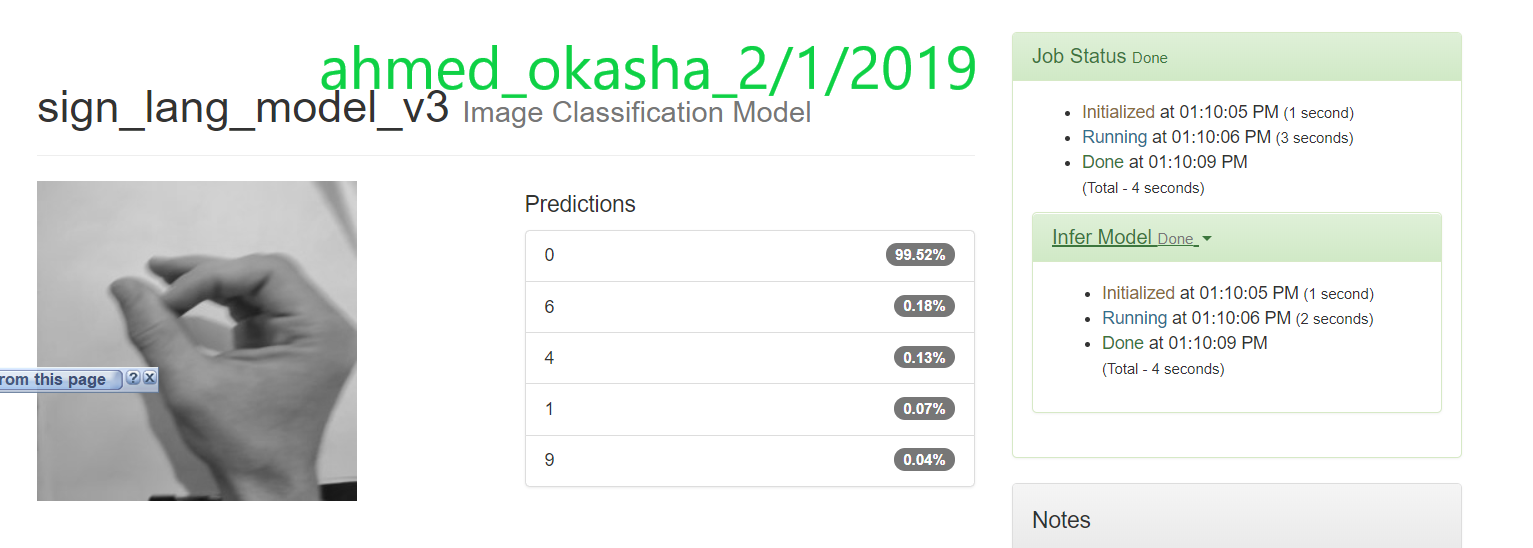 ahmed_okasha_2/1/2019
sign_lang_model_v3 Image Classification Model
Predictions
0 99.52%
6 0.18%
4 0.13%
1 0.07%
9 0.04%
rom this page ? x
Job Status Done
Initialized at 01:10:05 PM (1 second)
Running at 01:10:06 PM (3 seconds)
Done at 01:10:09 PM
(Total - 4 seconds)
Infer Model Done
Initialized at 01:10:05 PM (1 second)
Running at 01:10:06 PM (2 seconds)
Done at 01:10:09 PM
(Total - 4 seconds)
Notes